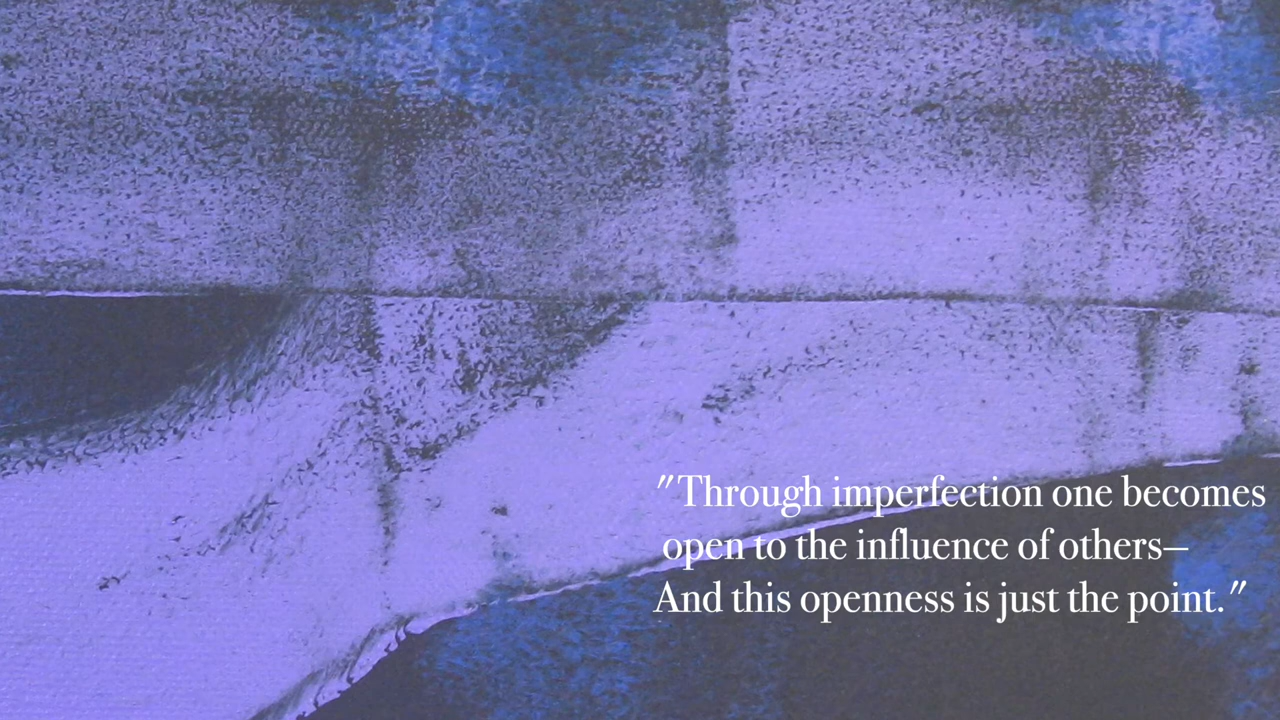 "Through imperfection one becomes
open to the influence of others—
And this openness is just the point."